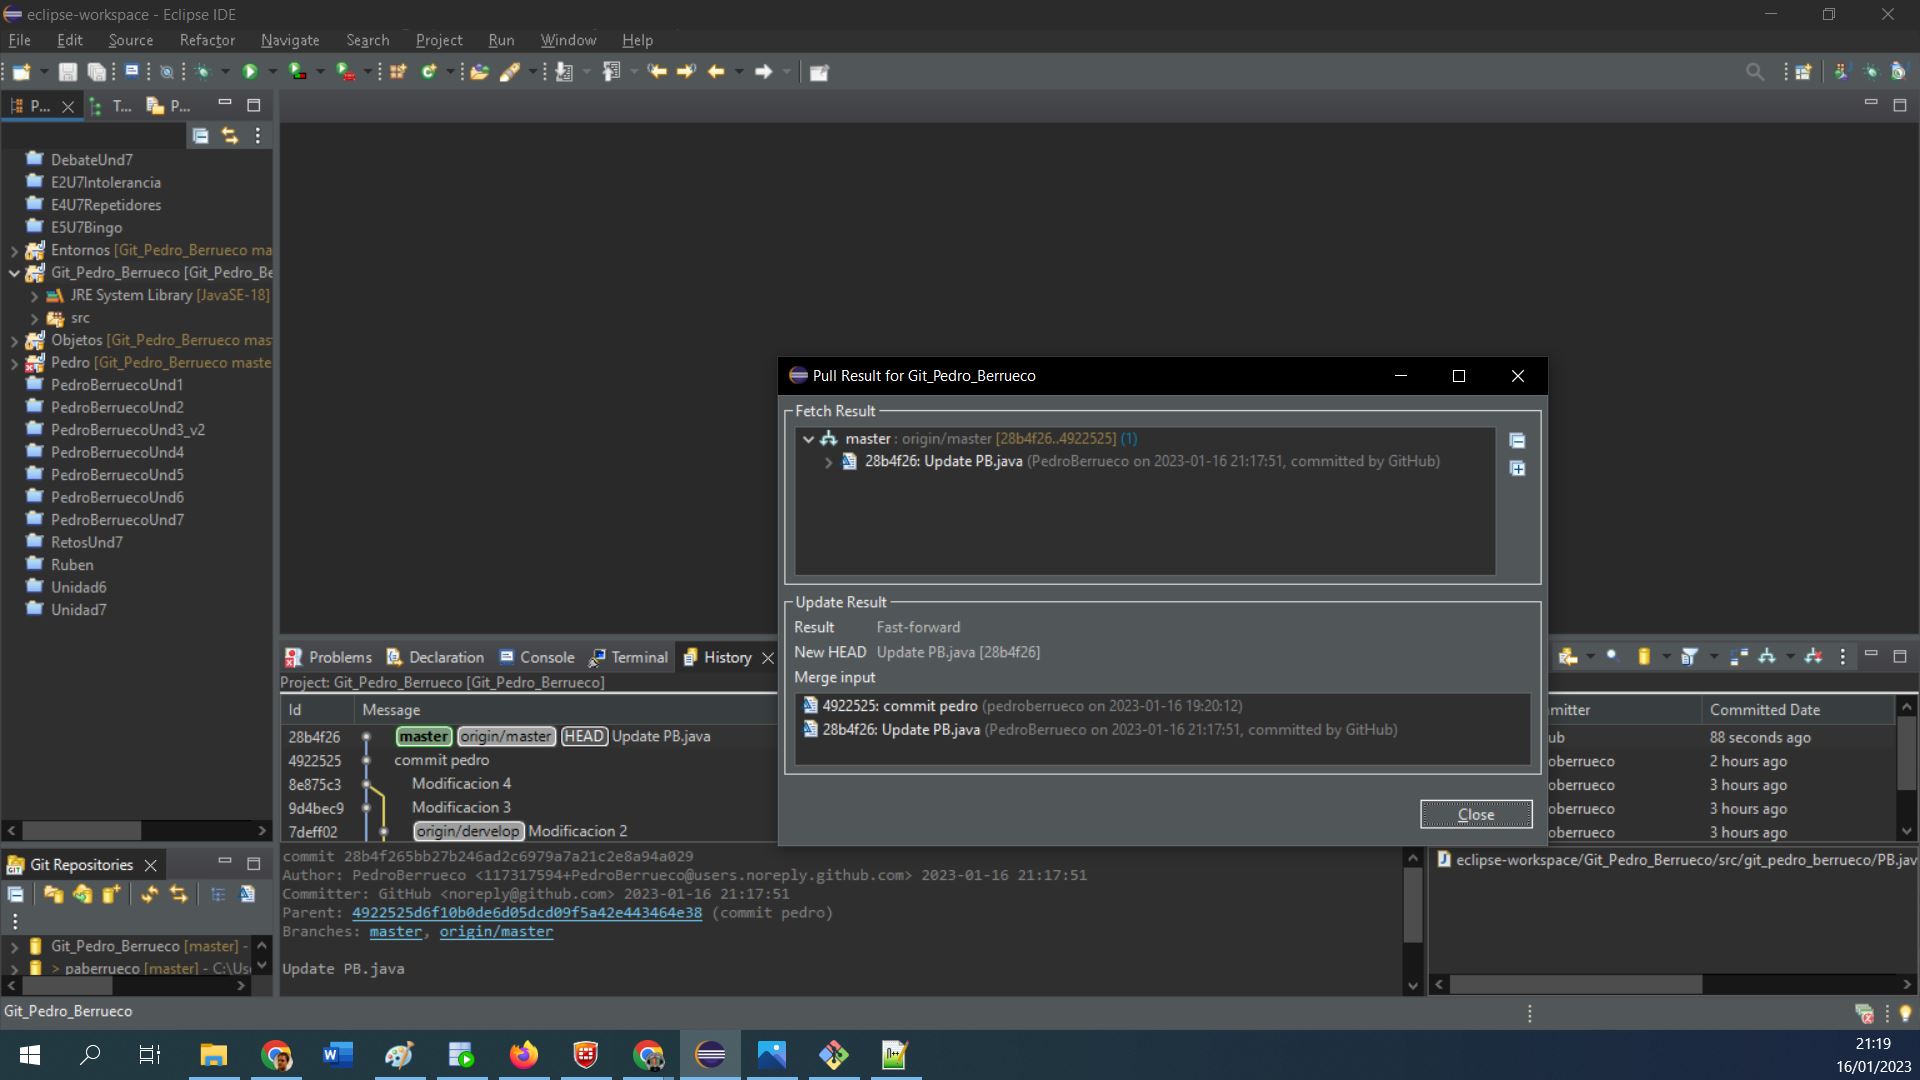 eclipse-workspace - Eclipse IDE
File Edit Source Refactor Navigate Search Project Run Window Help
P... T... P...
DebateUnd7
E2U7Intolerancia
E4U7Repetidores
E5U7Bingo
Entornos [Git_Pedro_Berrueco ma
Git_Pedro_Berrueco [Git_Pedro_Be
JRE System Library [JavaSE-18]
src
Objetos [Git_Pedro_Berrueco mas
Pedro [Git_Pedro_Berrueco maste
PedroBerruecoUnd1
PedroBerruecoUnd2
PedroBerruecoUnd3_v2
PedroBerruecoUnd4
PedroBerruecoUnd5
PedroBerruecoUnd6
PedroBerruecoUnd7
RetosUnd7
Ruben
Unidad6
Unidad7
Pull Result for Git_Pedro_Berrueco
Fetch Result
master : origin/master [28b4f26..4922525] (1)
28b4f26: Update PB.java (PedroBerrueco on 2023-01-16 21:17:51, committed by GitHub)
Update Result
Result Fast-forward
New HEAD Update PB.java [28b4f26]
Merge input
4922525: commit pedro (pedroberrueco on 2023-01-16 19:20:12)
28b4f26: Update PB.java (PedroBerrueco on 2023-01-16 21:17:51, committed by GitHub)
Close
Problems Declaration Console Terminal History
Project: Git_Pedro_Berrueco [Git_Pedro_Berrueco]
Id Message mitter Committed Date
28b4f26 master origin/master HEAD Update PB.java ub 88 seconds ago
4922525 commit pedro oberrueco 2 hours ago
8e875c3 Modificacion 4 oberrueco 3 hours ago
9d4bec9 Modificacion 3 oberrueco 3 hours ago
7deff02 origin/dervelop Modificacion 2 oberrueco 3 hours ago
commit 28b4f265bb27b246ad2c6979a7a21c2e8a94a029
Author: PedroBerrueco <117317594+PedroBerrueco@users.noreply.github.com> 2023-01-16 21:17:51
Committer: GitHub <noreply@github.com> 2023-01-16 21:17:51
Parent: 4922525d6f10b0de6d05dcd09f5a42e443464e38 (commit pedro)
Branches: master, origin/master
Update PB.java
eclipse-workspace/Git_Pedro_Berrueco/src/git_pedro_berrueco/PB.jav
Git Repositories
Git_Pedro_Berrueco [master] -
> paberrueco [master] - C:\Use
Git_Pedro_Berrueco
21:19
16/01/2023